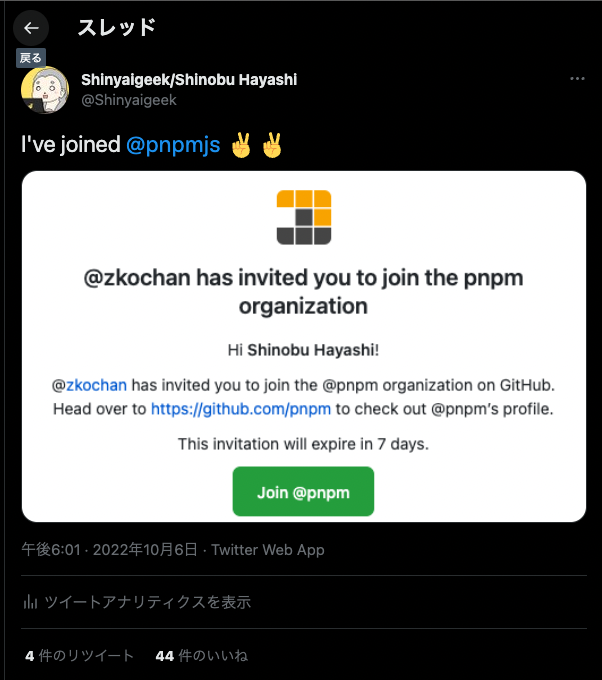 スレッド
戻る
Shinyaigeek/Shinobu Hayashi
@Shinyaigeek
I've joined @pnpmjs ✌️ ✌️
@zkochan has invited you to join the pnpm
organization
Hi Shinobu Hayashi!
@zkochan has invited you to join the @pnpm organization on GitHub.
Head over to https://github.com/pnpm to check out @pnpm's profile.
This invitation will expire in 7 days.
Join @pnpm
午後6:01 · 2022年10月6日 · Twitter Web App
ツイートアナリティクスを表示
4 件のリツイート 44 件のいいね